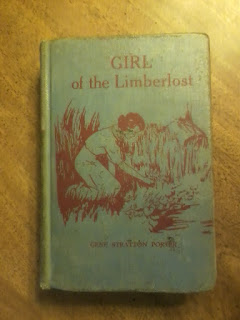 GIRL
of the Limberlost
GENE STRATTON PORTER